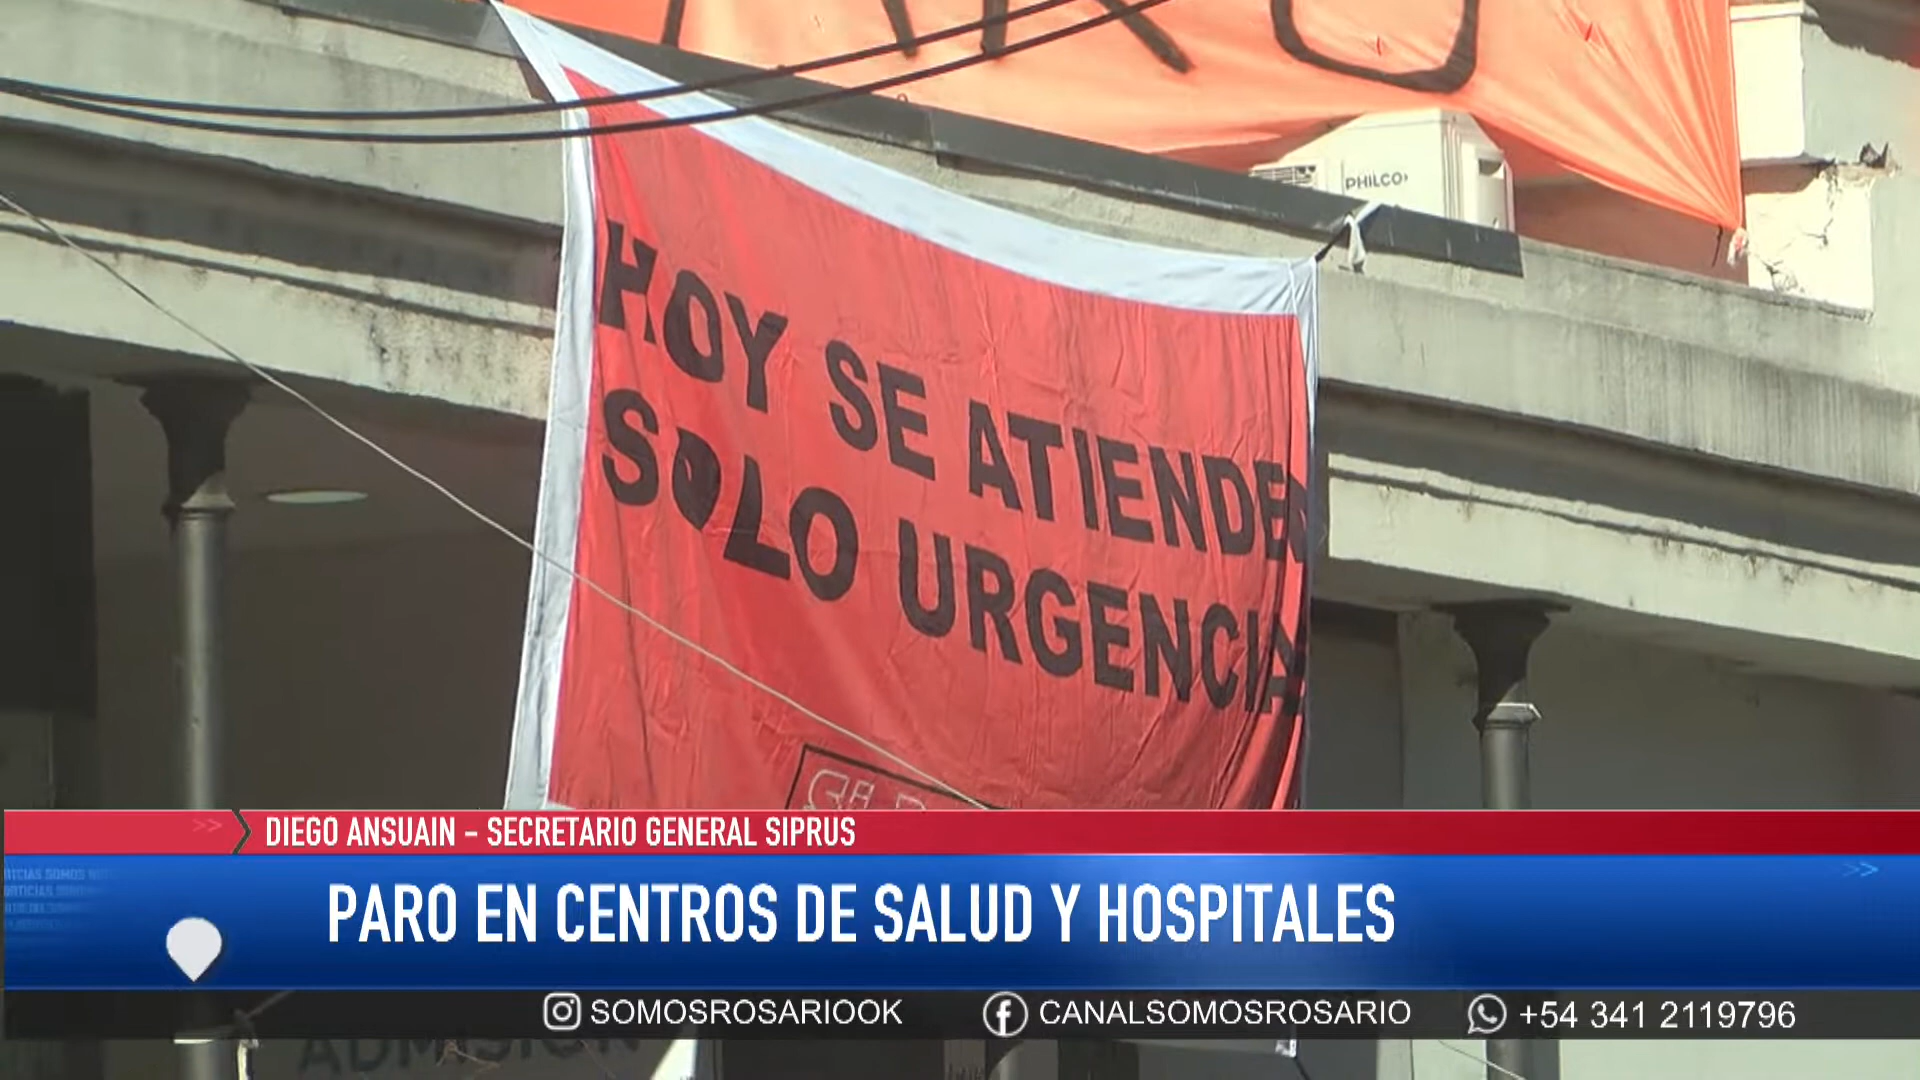 PHILCO
HOY SE ATIENDE
SOLO URGENCIA
DIEGO ANSUAIN - SECRETARIO GENERAL SIPRUS
PARO EN CENTROS DE SALUD Y HOSPITALES
SOMOSROSARIOOK
CANALSOMOSROSARIO
+54 341 2119796
ADMISION